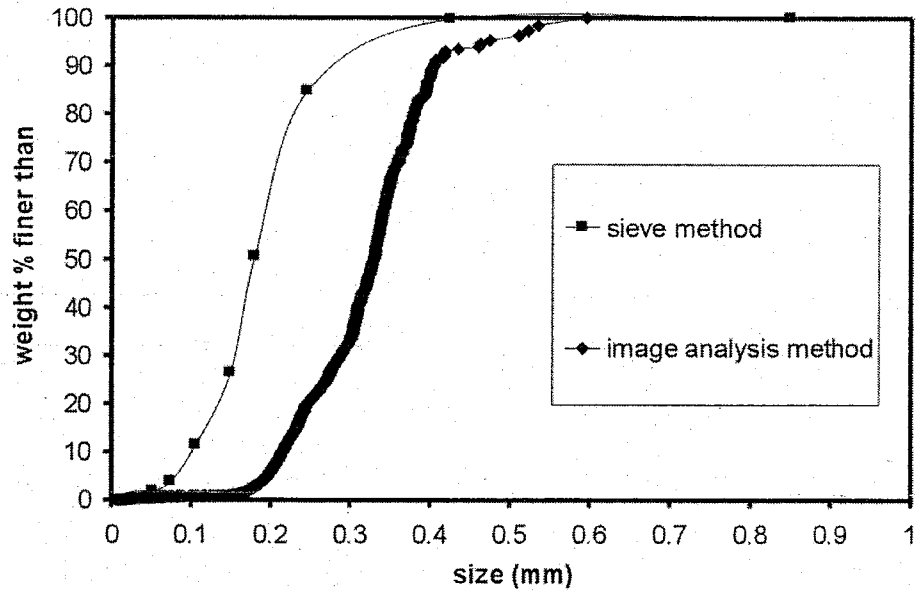 100
90
80
70
60
50
40
30
20
10
0
weight % finer than
sieve method
image analysis method
0 0.1 0.2 0.3 0.4 0.5 0.6 0.7 0.8 0.9 1
size (mm)